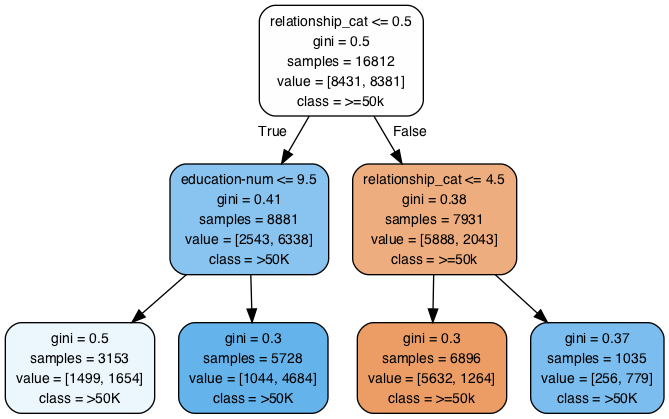 relationship_cat <= 0.5
gini = 0.5
samples = 16812
value = [8431, 8381]
class = >=50k
True
False
education-num <= 9.5
gini = 0.41
samples = 8881
value = [2543, 6338]
class = >50K
relationship_cat <= 4.5
gini = 0.38
samples = 7931
value = [5888, 2043]
class = >=50k
gini = 0.5
samples = 3153
value = [1499, 1654]
class = >50K
gini = 0.3
samples = 5728
value = [1044, 4684]
class = >50K
gini = 0.3
samples = 6896
value = [5632, 1264]
class = >=50k
gini = 0.37
samples = 1035
value = [256, 779]
class = >50K